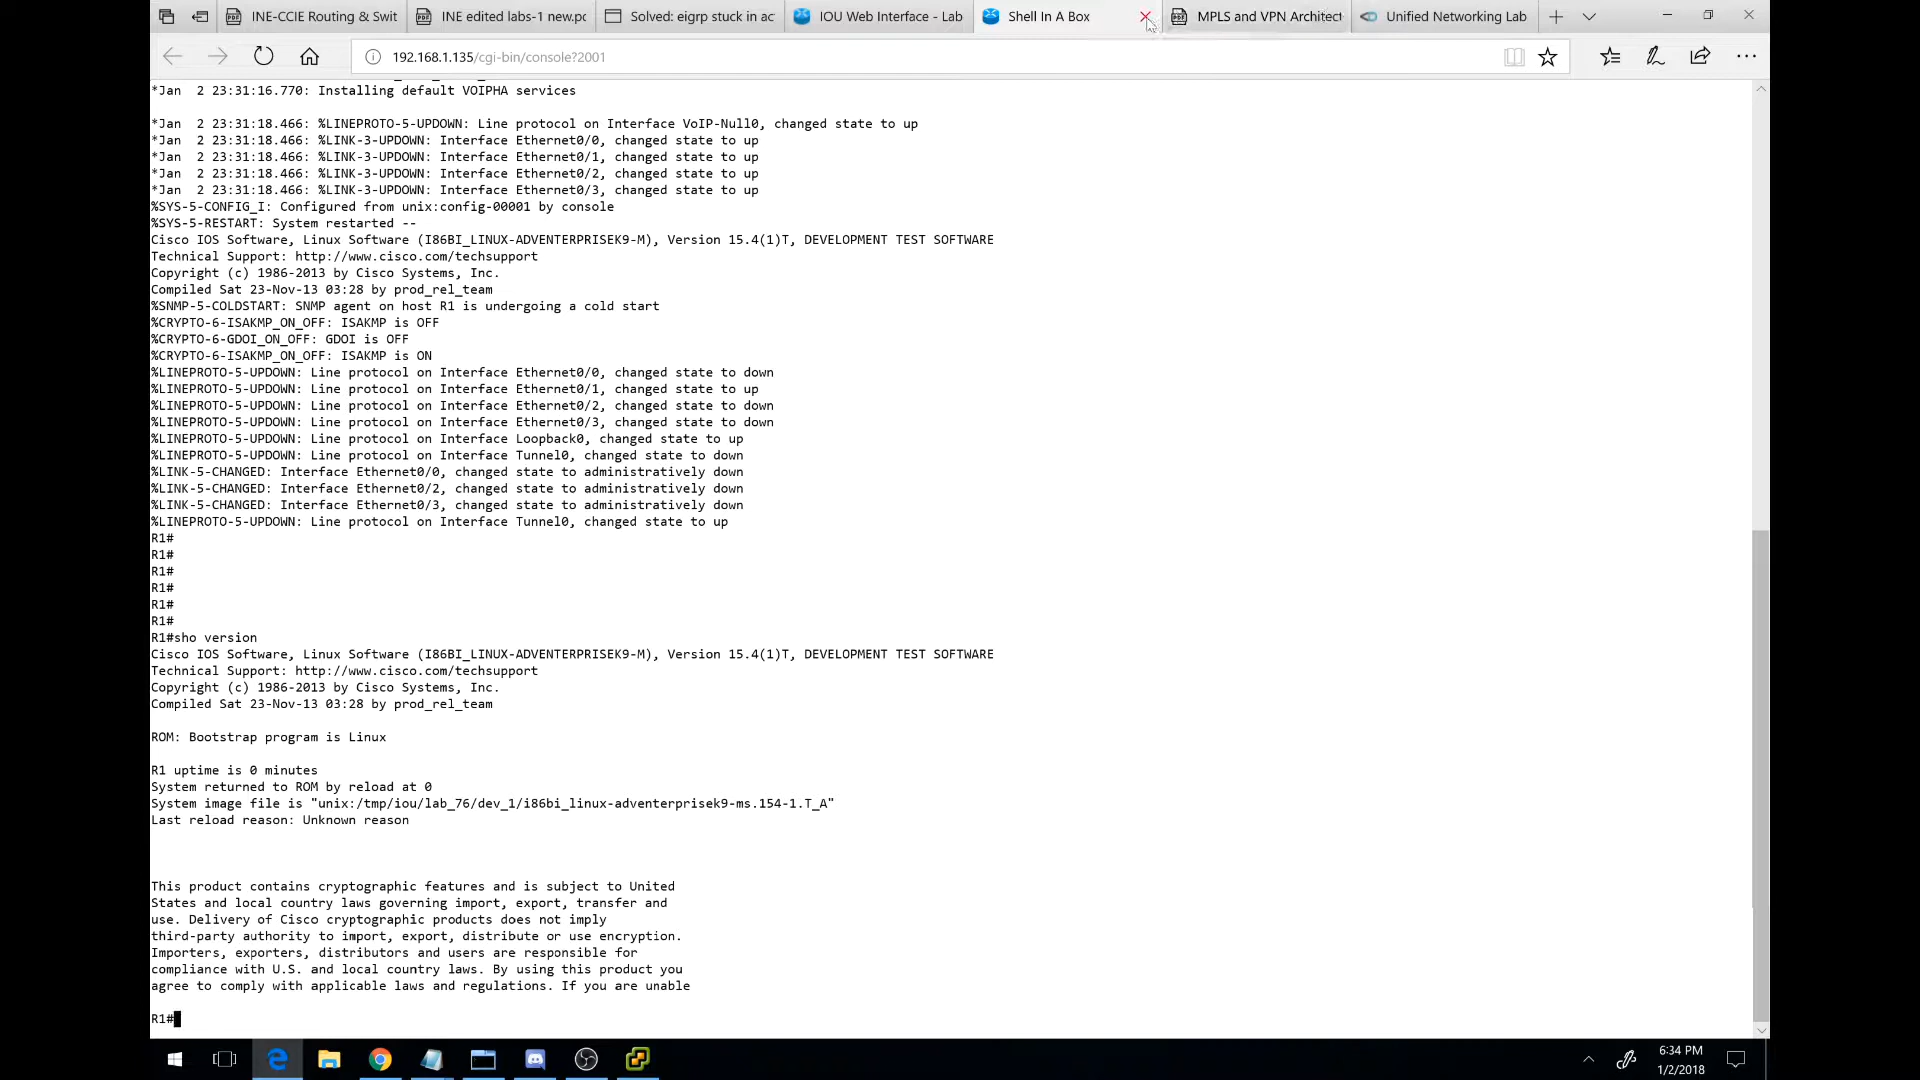 INE-CCIE Routing & Swit
INE edited labs-1 new.pc
Solved: eigrp stuck in ac
IOU Web Interface - Lab
Shell In A Box
MPLS and VPN Architect
Unified Networking Lab
192.168.1.135/cgi-bin/console?2001
*Jan  2 23:31:16.770: Installing default VOIPHA services
*Jan  2 23:31:18.466: %LINEPROTO-5-UPDOWN: Line protocol on Interface VoIP-Null0, changed state to up
*Jan  2 23:31:18.466: %LINK-3-UPDOWN: Interface Ethernet0/0, changed state to up
*Jan  2 23:31:18.466: %LINK-3-UPDOWN: Interface Ethernet0/1, changed state to up
*Jan  2 23:31:18.466: %LINK-3-UPDOWN: Interface Ethernet0/2, changed state to up
*Jan  2 23:31:18.466: %LINK-3-UPDOWN: Interface Ethernet0/3, changed state to up
%SYS-5-CONFIG_I: Configured from unix:config-00001 by console
%SYS-5-RESTART: System restarted --
Cisco IOS Software, Linux Software (I86BI_LINUX-ADVENTERPRISEK9-M), Version 15.4(1)T, DEVELOPMENT TEST SOFTWARE
Technical Support: http://www.cisco.com/techsupport
Copyright (c) 1986-2013 by Cisco Systems, Inc.
Compiled Sat 23-Nov-13 03:28 by prod_rel_team
%SNMP-5-COLDSTART: SNMP agent on host R1 is undergoing a cold start
%CRYPTO-6-ISAKMP_ON_OFF: ISAKMP is OFF
%CRYPTO-6-GDOI_ON_OFF: GDOI is OFF
%CRYPTO-6-ISAKMP_ON_OFF: ISAKMP is ON
%LINEPROTO-5-UPDOWN: Line protocol on Interface Ethernet0/0, changed state to down
%LINEPROTO-5-UPDOWN: Line protocol on Interface Ethernet0/1, changed state to up
%LINEPROTO-5-UPDOWN: Line protocol on Interface Ethernet0/2, changed state to down
%LINEPROTO-5-UPDOWN: Line protocol on Interface Ethernet0/3, changed state to down
%LINEPROTO-5-UPDOWN: Line protocol on Interface Loopback0, changed state to up
%LINEPROTO-5-UPDOWN: Line protocol on Interface Tunnel0, changed state to down
%LINK-5-CHANGED: Interface Ethernet0/0, changed state to administratively down
%LINK-5-CHANGED: Interface Ethernet0/2, changed state to administratively down
%LINK-5-CHANGED: Interface Ethernet0/3, changed state to administratively down
%LINEPROTO-5-UPDOWN: Line protocol on Interface Tunnel0, changed state to up
R1#
R1#
R1#
R1#
R1#
R1#
R1#sho version
Cisco IOS Software, Linux Software (I86BI_LINUX-ADVENTERPRISEK9-M), Version 15.4(1)T, DEVELOPMENT TEST SOFTWARE
Technical Support: http://www.cisco.com/techsupport
Copyright (c) 1986-2013 by Cisco Systems, Inc.
Compiled Sat 23-Nov-13 03:28 by prod_rel_team
ROM: Bootstrap program is Linux
R1 uptime is 0 minutes
System returned to ROM by reload at 0
System image file is "unix:/tmp/iou/lab_76/dev_1/i86bi_linux-adventerprisek9-ms.154-1.T_A"
Last reload reason: Unknown reason
This product contains cryptographic features and is subject to United
States and local country laws governing import, export, transfer and
use. Delivery of Cisco cryptographic products does not imply
third-party authority to import, export, distribute or use encryption.
Importers, exporters, distributors and users are responsible for
compliance with U.S. and local country laws. By using this product you
agree to comply with applicable laws and regulations. If you are unable
R1#
6:34 PM
1/2/2018